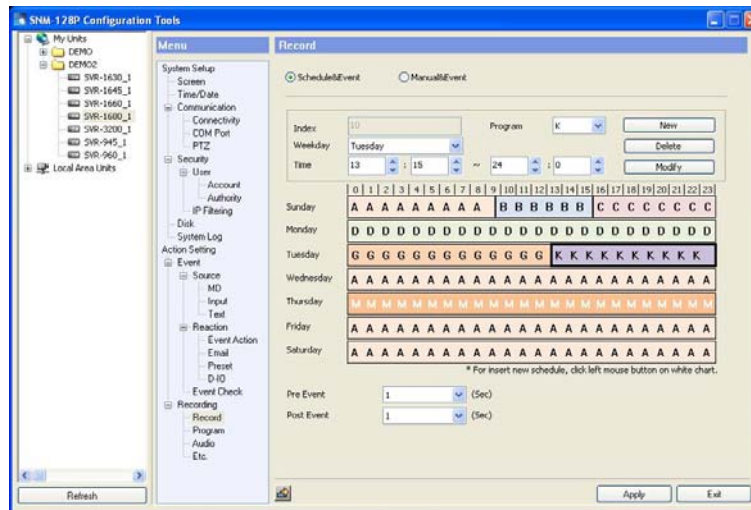 SNM-128P Configuration Tools
My Units
DEMO
DEMO2
SVR-1630_1
SVR-1645_1
SVR-1660_1
SVR-1600_1
SVR-3200_1
SVR-945_1
SVR-960_1
Local Area Units
Refresh
Menu
System Setup
Screen
Time/Date
Communication
Connectivity
COM Port
PTZ
Security
User
Account
Authority
IP Filtering
Disk
System Log
Action Setting
Event
Source
MD
Input
Text
Reaction
Event Action
Email
Preset
D-IO
Event Check
Recording
Record
Program
Audio
Etc.
Record
Schedule&Event Manual&Event
Index 10 Program K New
Weekday Tuesday Delete
Time 13 : 15 ~ 24 : 0 Modify
0 1 2 3 4 5 6 7 8 9 10 11 12 13 14 15 16 17 18 19 20 21 22 23
Sunday A A A A A A A A A B B B B B B C C C C C C C C
Monday D D D D D D D D D D D D D D D D D D D D D D D D
Tuesday G G G G G G G G G G G G G K K K K K K K K K K
Wednesday A A A A A A A A A A A A A A A A A A A A A A A A
Thursday M M M M M M M M M M M M M M M M M M M M M M M M
Friday A A A A A A A A A A A A A A A A A A A A A A A A
Saturday A A A A A A A A A A A A A A A A A A A A A A A A
* For insert new schedule, click left mouse button on white chart.
Pre Event 1 (Sec)
Post Event 1 (Sec)
Apply Exit